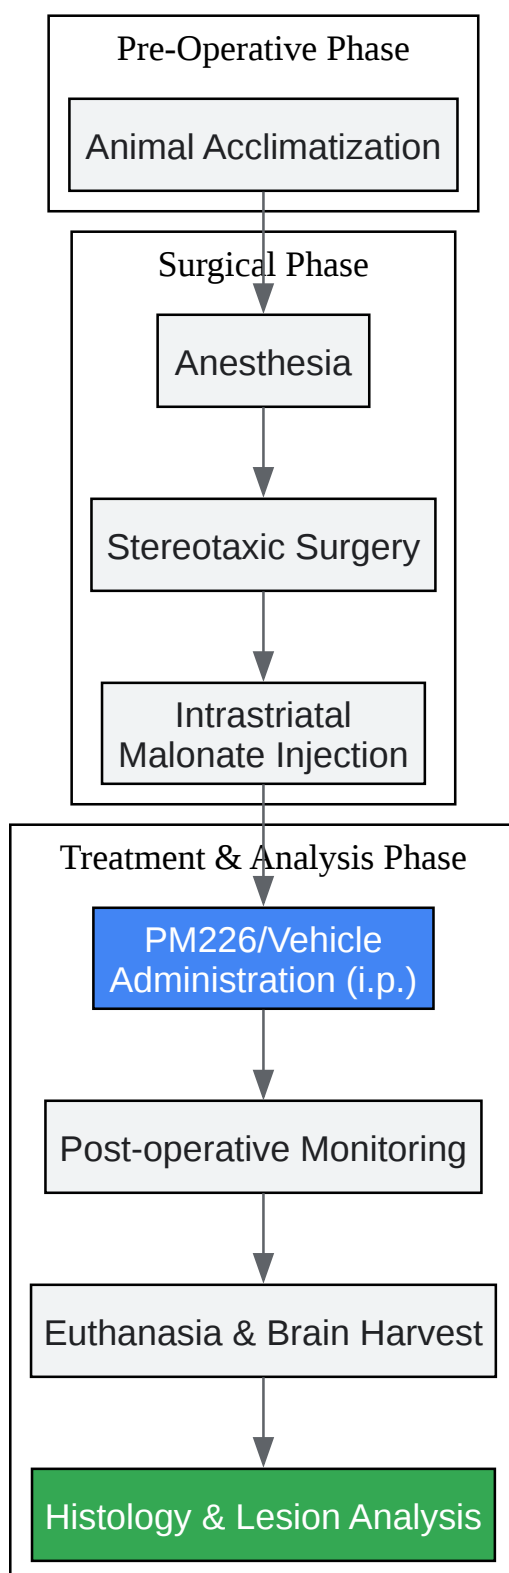 Pre-Operative Phase
Animal Acclimatization
Surgical Phase
Anesthesia
Stereotaxic Surgery
Intrastriatal
Malonate Injection
Treatment & Analysis Phase
PM226/Vehicle
Administration (i.p.)
Post-operative Monitoring
Euthanasia & Brain Harvest
Histology & Lesion Analysis